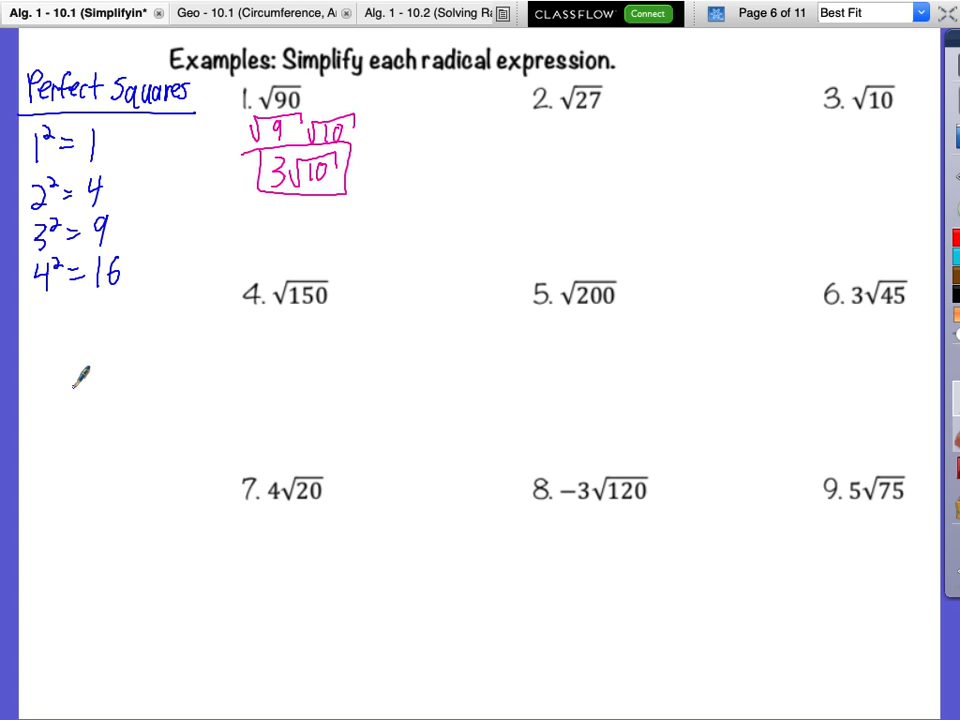 Alg. 1 - 10.1 (Simplifyin* Geo - 10.1 (Circumference, A Alg. 1 - 10.2 (Solving Ra CLASSFLOW Connect Page 6 of 11 Best Fit
Examples: Simplify each radical expression.
Perfect Squares
1² = 1
2² = 4
3² = 9
4² = 16
1. √90 2. √27 3. √10
√9 √10
3√10
4. √150 5. √200 6. 3√45
7. 4√20 8. −3√120 9. 5√75